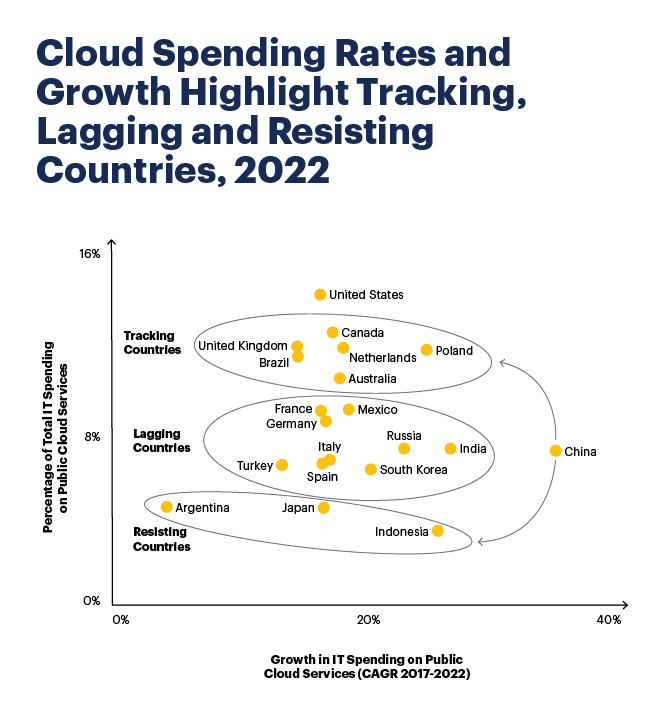 Cloud Spending Rates and
Growth Highlight Tracking,
Lagging and Resisting
Countries, 2022
16%
8%
0%
Percentage of Total IT Spending
on Public Cloud Services
United States
Tracking
Countries
Canada
United Kingdom
Brazil
Netherlands
Poland
Australia
Lagging
Countries
France
Mexico
Germany
Russia
India
Italy
Turkey
Spain
South Korea
China
Argentina
Japan
Indonesia
Resisting
Countries
0%
20%
40%
Growth in IT Spending on Public
Cloud Services (CAGR 2017-2022)